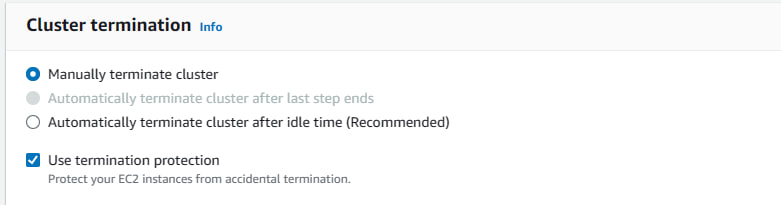 Cluster termination Info
Manually terminate cluster
Automatically terminate cluster after last step ends
Automatically terminate cluster after idle time (Recommended)
Use termination protection
Protect your EC2 instances from accidental termination.